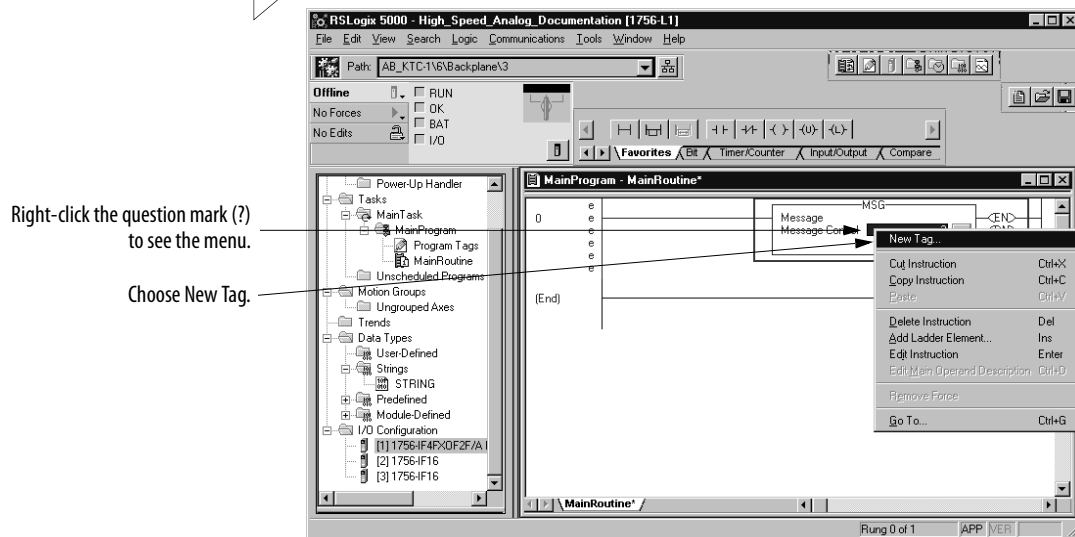 RSLogix 5000 - High_Speed_Analog_Documentation [1756-L1]
File Edit View Search Logic Communications Tools Window Help
Path: AB_KTC-1\6\Backplane\3
Offline
RUN
No Forces
OK
No Edits
BAT
I/O
Favorites Bit Timer/Counter Input/Output Compare
Right-click the question mark (?)
to see the menu.
Choose New Tag.
Power-Up Handler
Tasks
MainTask
MainProgram
Program Tags
MainRoutine
Unscheduled Programs
Motion Groups
Ungrouped Axes
Trends
Data Types
User-Defined
Strings
STRING
Predefined
Module-Defined
I/O Configuration
[1] 1756-IF4FXOF2F/A
[2] 1756-IF16
[3] 1756-IF16
MainProgram - MainRoutine*
0
e
e
e
e
e
e
(End)
MSG
Message
Message Control
EN
New Tag...
Cut Instruction Ctrl+X
Copy Instruction Ctrl+C
Paste Ctrl+V
Delete Instruction Del
Add Ladder Element... Ins
Edit Instruction Enter
Edit Main Operand Description Ctrl+D
Remove Force
Go To... Ctrl+G
MainRoutine*
Rung 0 of 1 APP VER